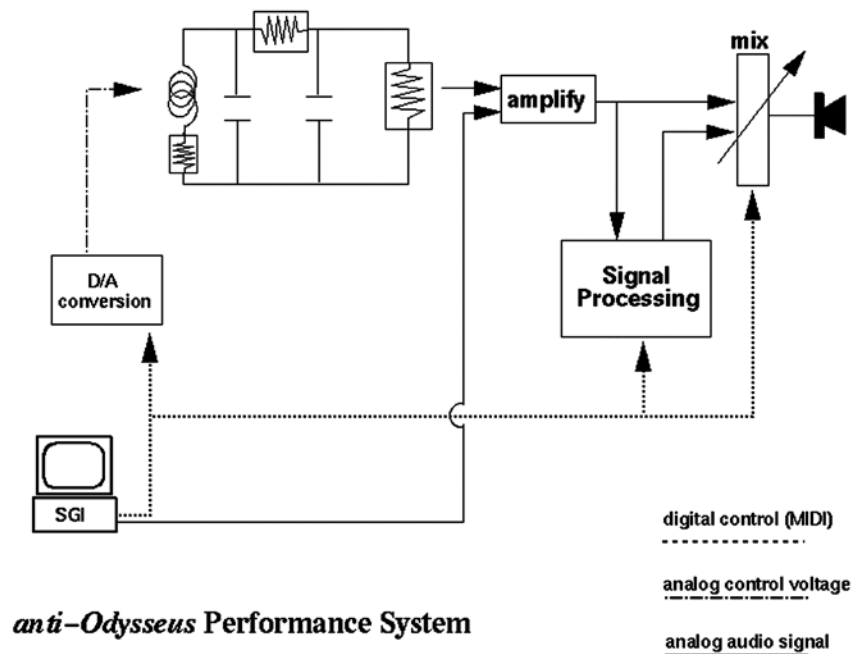 mix
amplify
D/A
conversion
Signal
Processing
SGI
digital control (MIDI)
analog control voltage
analog audio signal
anti–Odysseus Performance System